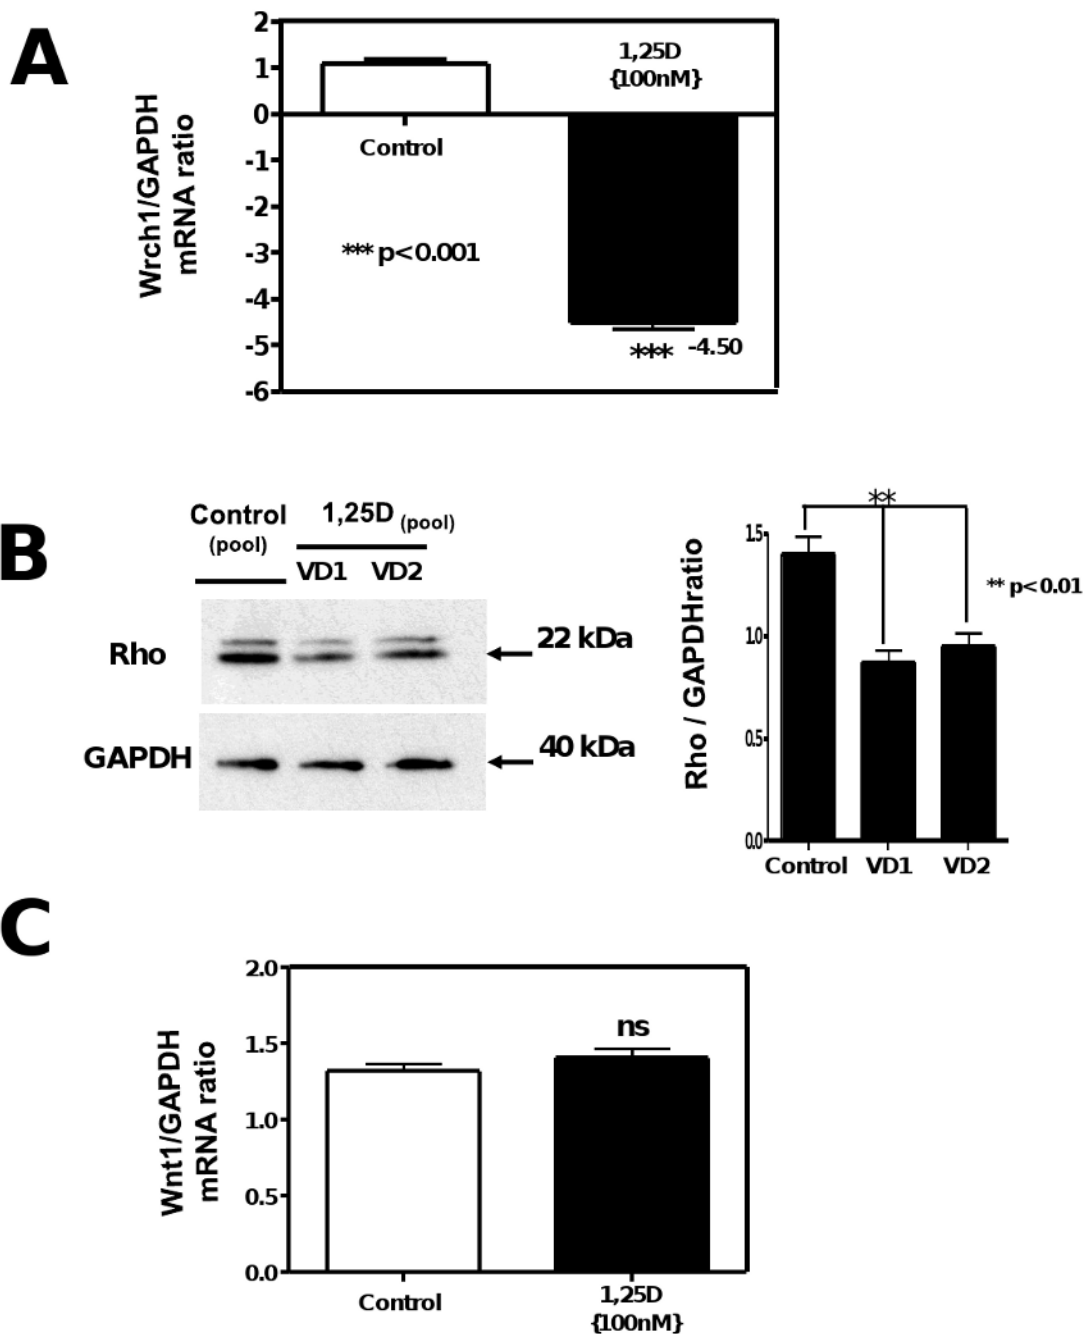 A
Wrch1/GAPDH
mRNA ratio
2
1
0
-1
-2
-3
-4
-5
-6
1,25D
{100nM}
Control
*** p<0.001
*** -4.50
B
Control
(pool)
1,25D (pool)
VD1 VD2
Rho
22 kDa
GAPDH
40 kDa
Rho / GAPDHratio
1.5
1.0
0.5
0.0
**
** p<0.01
Control VD1 VD2
C
Wnt1/GAPDH
mRNA ratio
2.0
1.5
1.0
0.5
0.0
ns
Control
1,25D
{100nM}